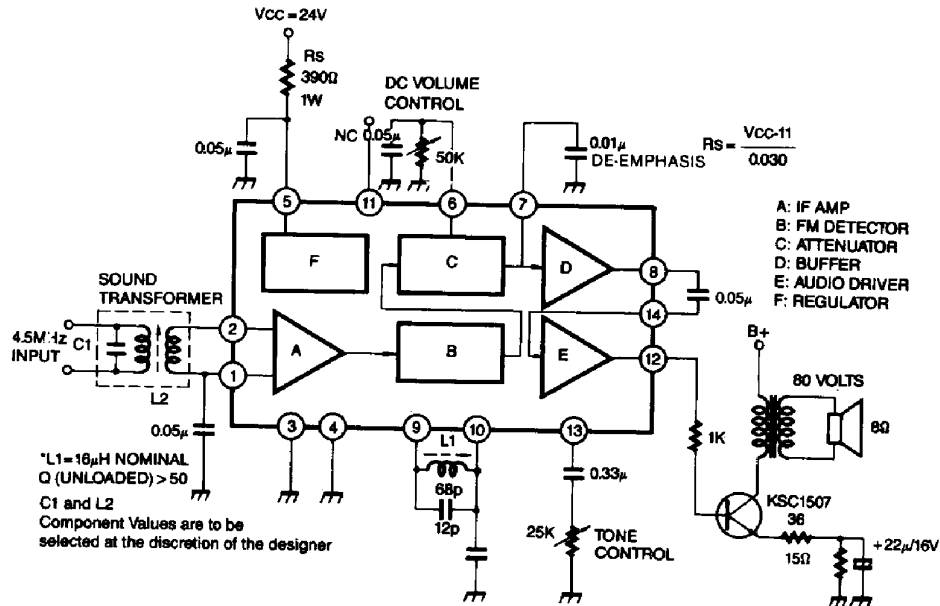 VCC=24V
RS
390Ω
1W
DC VOLUME
CONTROL
0.05μ
NC
0.05μ
50K
0.01μ
DE-EMPHASIS
RS= VCC-11
0.030
5
11
6
7
A: IF AMP
B: FM DETECTOR
C: ATTENUATOR
D: BUFFER
E: AUDIO DRIVER
F: REGULATOR
F
C
D
8
SOUND
TRANSFORMER
0.05μ
14
4.5MHz
INPUT
C1
2
1
A
B
E
12
B+
80 VOLTS
L2
0.05μ
3
4
9
10
13
L1
1K
8Ω
*L1=16μH NOMINAL
Q (UNLOADED) > 50
68p
12p
0.33μ
C1 and L2
Component Values are to be
selected at the discretion of the designer
25K
TONE
CONTROL
KSC1507
36
15Ω
+22μ/16V